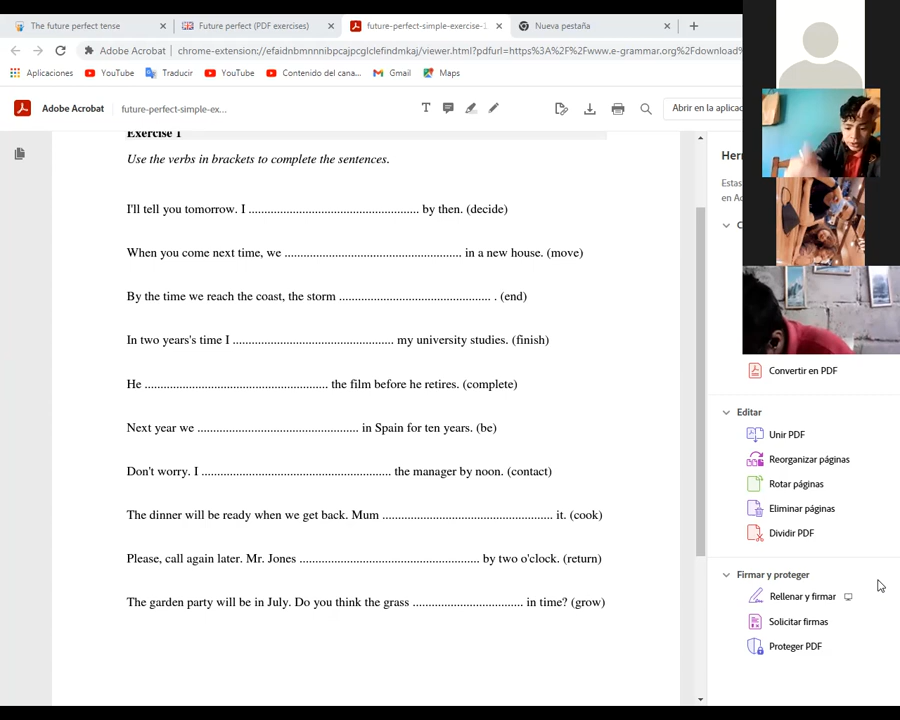 The future perfect tense
Future perfect (PDF exercises)
future-perfect-simple-exercise-1
Nueva pestaña
Adobe Acrobat
chrome-extension://efaidnbmnnnibpcajpcglclefindmkaj/viewer.html?pdfurl=https%3A%2F%2Fwww.e-grammar.org%2Fdownload%
Aplicaciones
YouTube
Traducir
YouTube
Contenido del cana...
Gmail
Maps
Adobe Acrobat
future-perfect-simple-ex...
Abrir en la aplicac
Exercise 1
Use the verbs in brackets to complete the sentences.
I'll tell you tomorrow. I ...................................................... by then. (decide)
When you come next time, we ........................................................ in a new house. (move)
By the time we reach the coast, the storm ................................................ . (end)
In two years's time I ................................................... my university studies. (finish)
He .......................................................... the film before he retires. (complete)
Next year we ................................................... in Spain for ten years. (be)
Don't worry. I ............................................................ the manager by noon. (contact)
The dinner will be ready when we get back. Mum ...................................................... it. (cook)
Please, call again later. Mr. Jones ......................................................... by two o'clock. (return)
The garden party will be in July. Do you think the grass ................................... in time? (grow)
Convertir en PDF
Editar
Unir PDF
Reorganizar páginas
Rotar páginas
Eliminar páginas
Dividir PDF
Firmar y proteger
Rellenar y firmar
Solicitar firmas
Proteger PDF